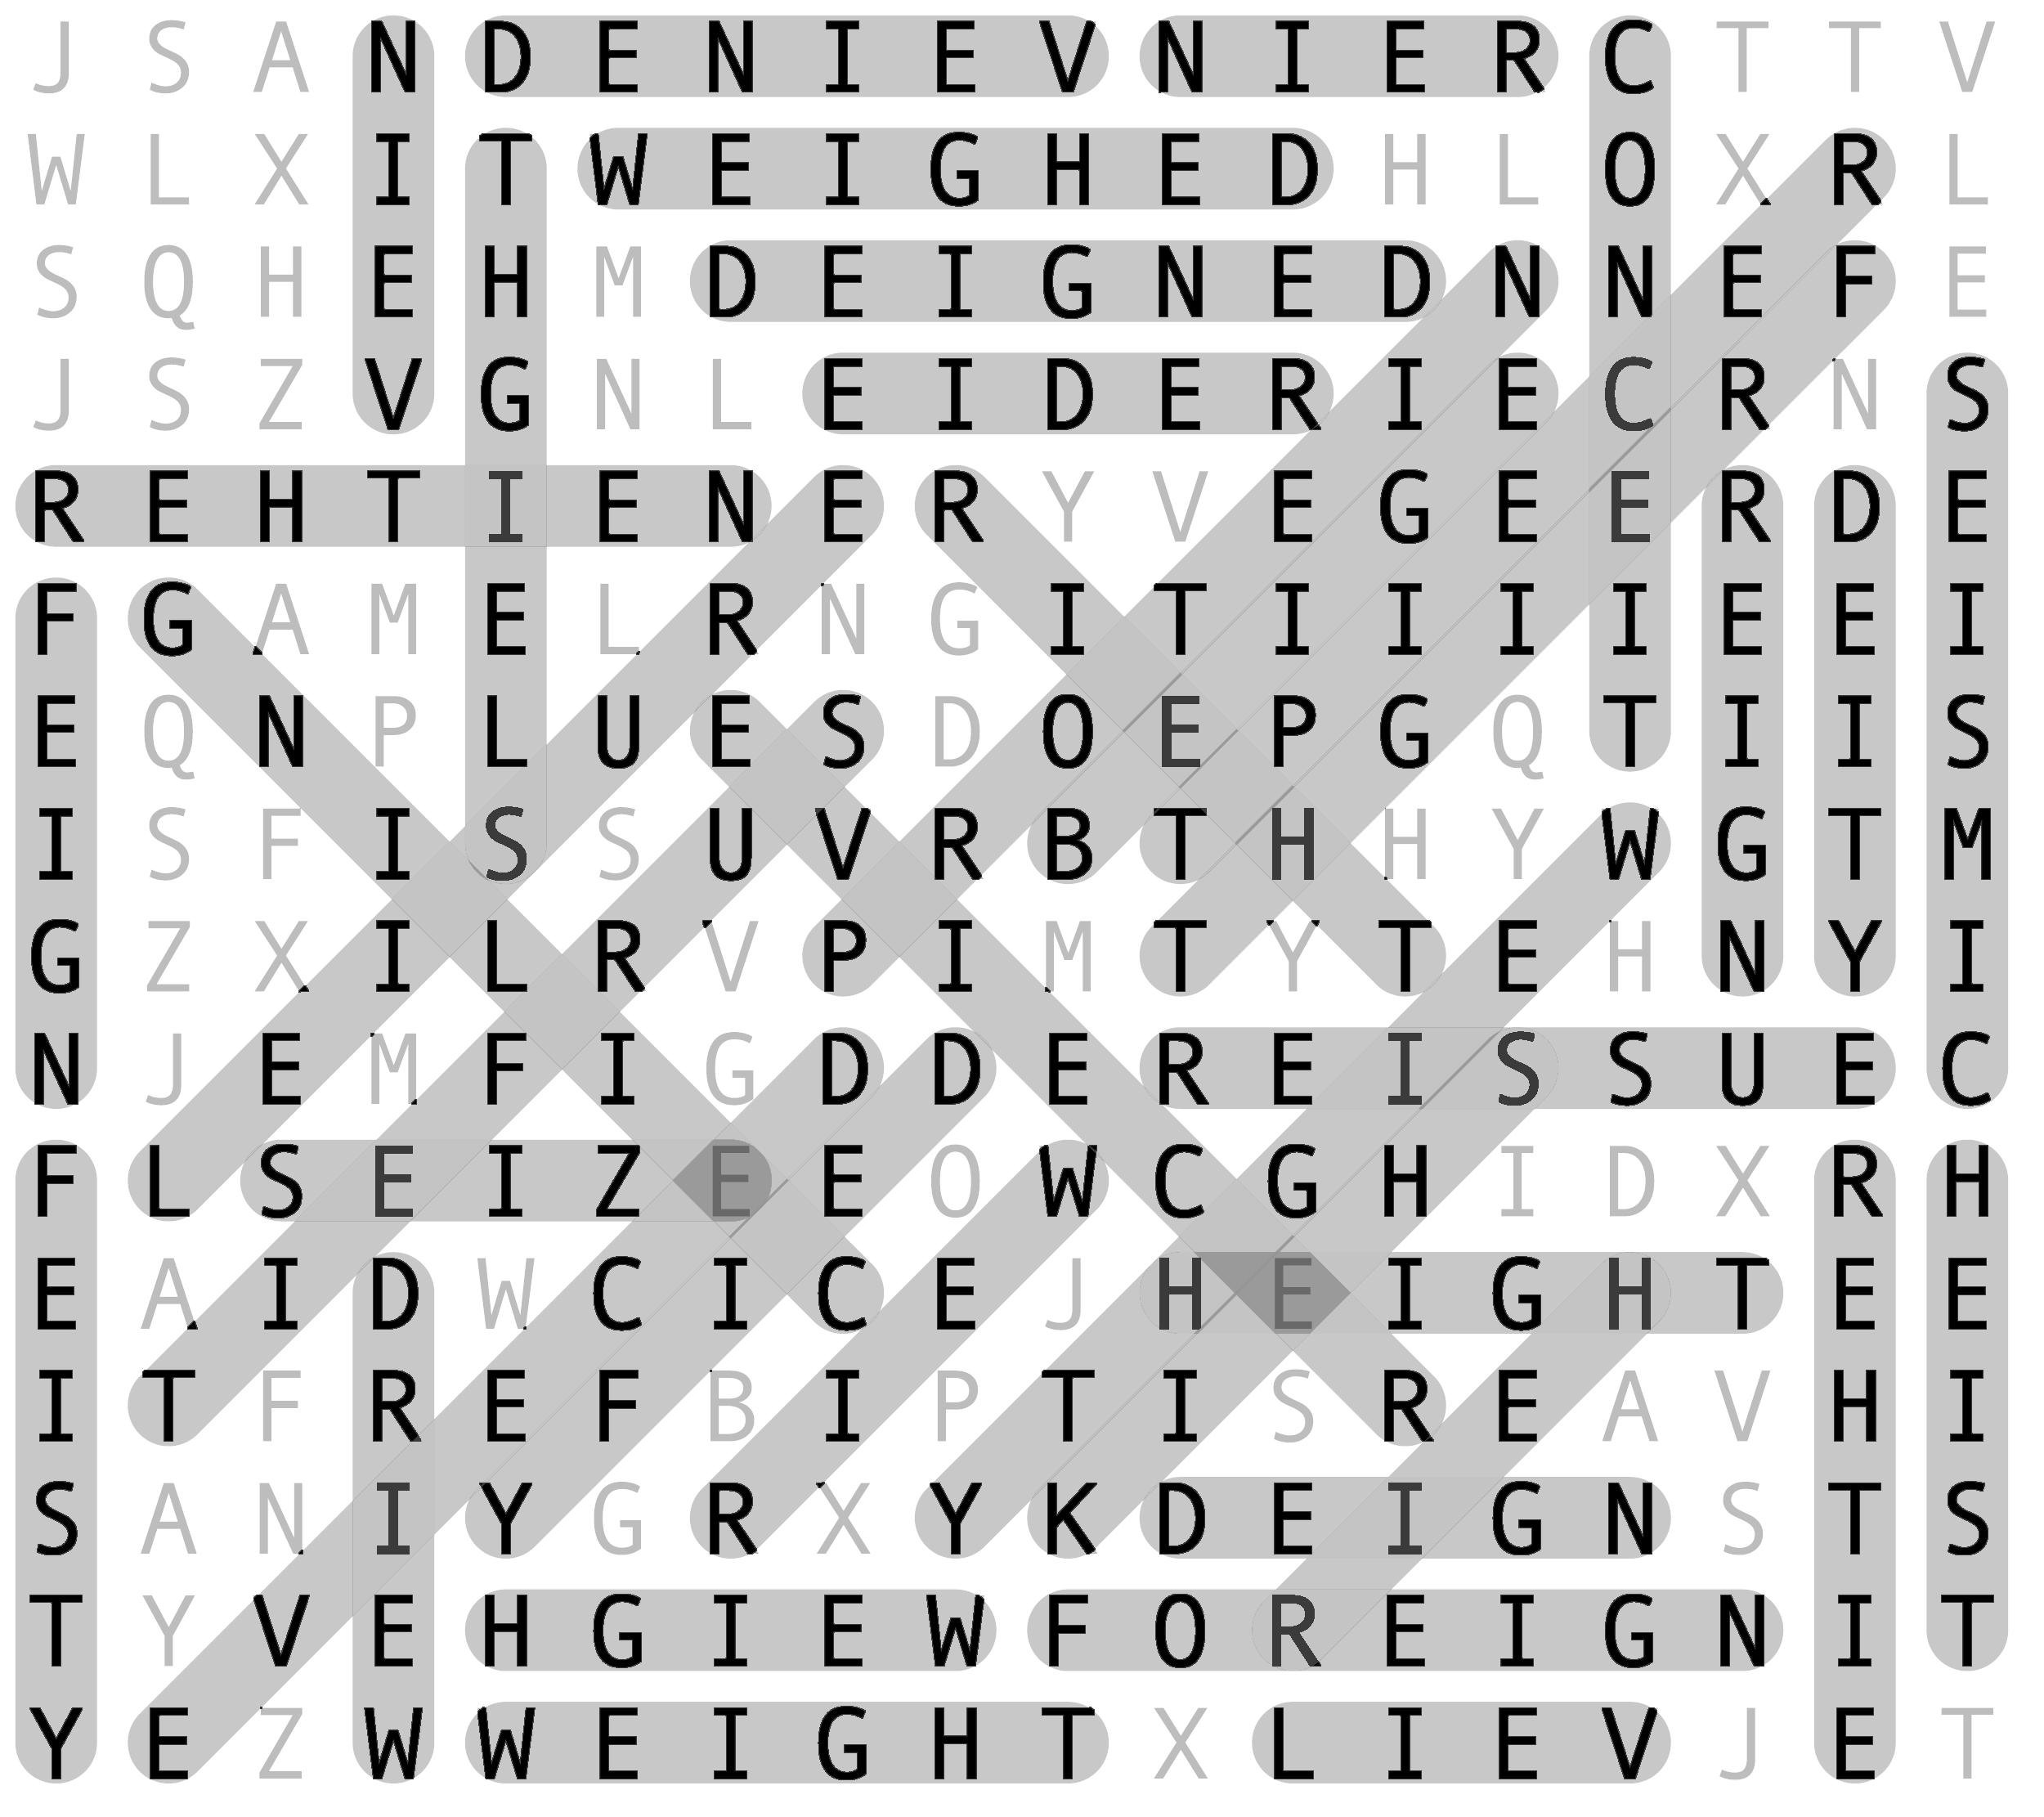 J S A N D E N I E V N I E R C T T V
W L X I T W E I G H E D H L O X R L
S Q H E H M D E I G N E D N N E F E
J S Z V G N L E I D E R I E C R N S
R E H T I E N E R Y V E G E E R D E
F G A M E L R N G I T I I I I E E I
E Q N P L U E S D O E P G Q T I I S
I S F I S S U V R B T H H Y W G T M
G Z X I L R V P I M T Y T E H N Y I
N J E M F I G D D E R E I S S U E C
F L S E I Z E E O W C G H I D X R H
E A I D W C I C E J H E I G H T E E
I T F R E F B I P T I S R E A V H I
S A N I Y G R X Y K D E I G N S T S
T Y V E H G I E W F O R E I G N I T
Y E Z W W E I G H T X L I E V J E T